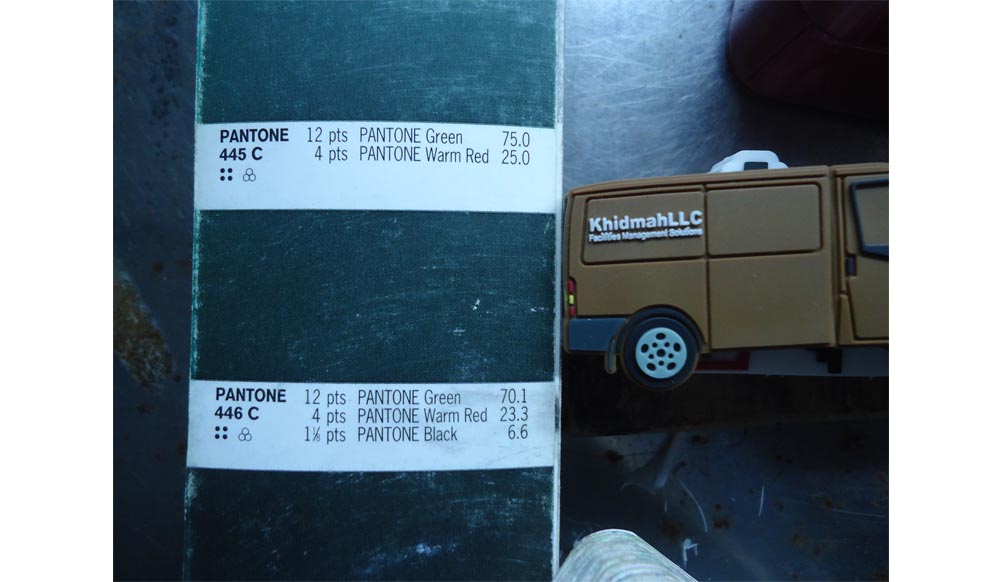 PANTONE 12 pts PANTONE Green 75.0
445 C 4 pts PANTONE Warm Red 25.0
KhidmahLLC
Facilities Management Solutions
PANTONE 12 pts PANTONE Green 70.1
446 C 4 pts PANTONE Warm Red 23.3
1⅛ pts PANTONE Black 6.6